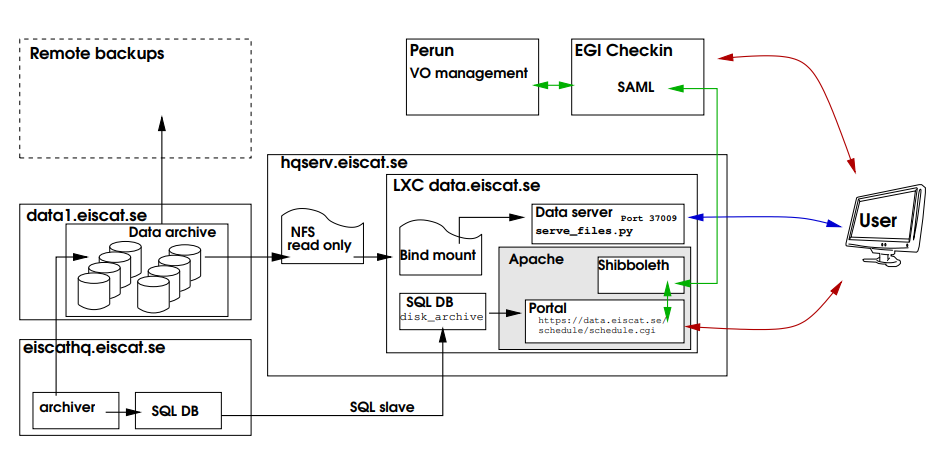 Remote backups
Perun
VO management
EGI Checkin
SAML
hqserv.eiscat.se
LXC data.eiscat.se
data1.eiscat.se
Data archive
NFS
read only
Bind mount
Data server
Port 37009
serve_files.py
User
Apache
Shibboleth
SQL DB
disk_archive
Portal
https://data.eiscat.se/
schedule/schedule.cgi
eiscathq.eiscat.se
archiver
SQL DB
SQL slave